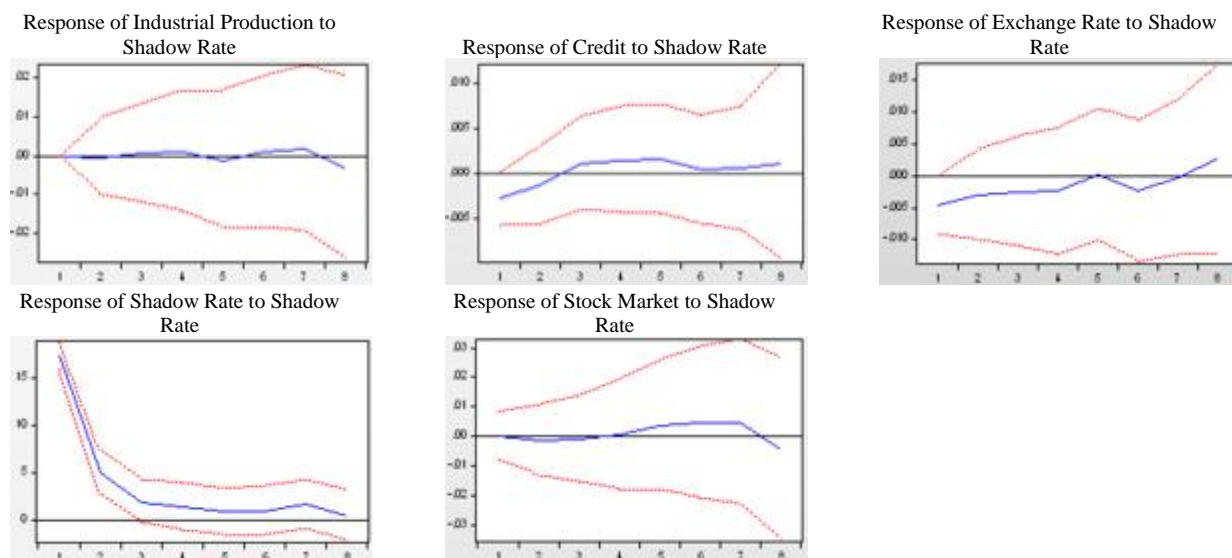 Response of Industrial Production to
Shadow Rate
.02
.01
.00
-.01
-.02
1 2 3 4 5 6 7 8
Response of Credit to Shadow Rate
.010
.005
.000
-.005
1 2 3 4 5 6 7 8
Response of Exchange Rate to Shadow
Rate
.015
.010
.005
.000
-.005
-.010
1 2 3 4 5 6 7 8
Response of Shadow Rate to Shadow
Rate
15
10
5
0
1 2 3 4 5 6 7 8
Response of Stock Market to Shadow
Rate
.03
.02
.01
.00
-.01
-.02
-.03
1 2 3 4 5 6 7 8